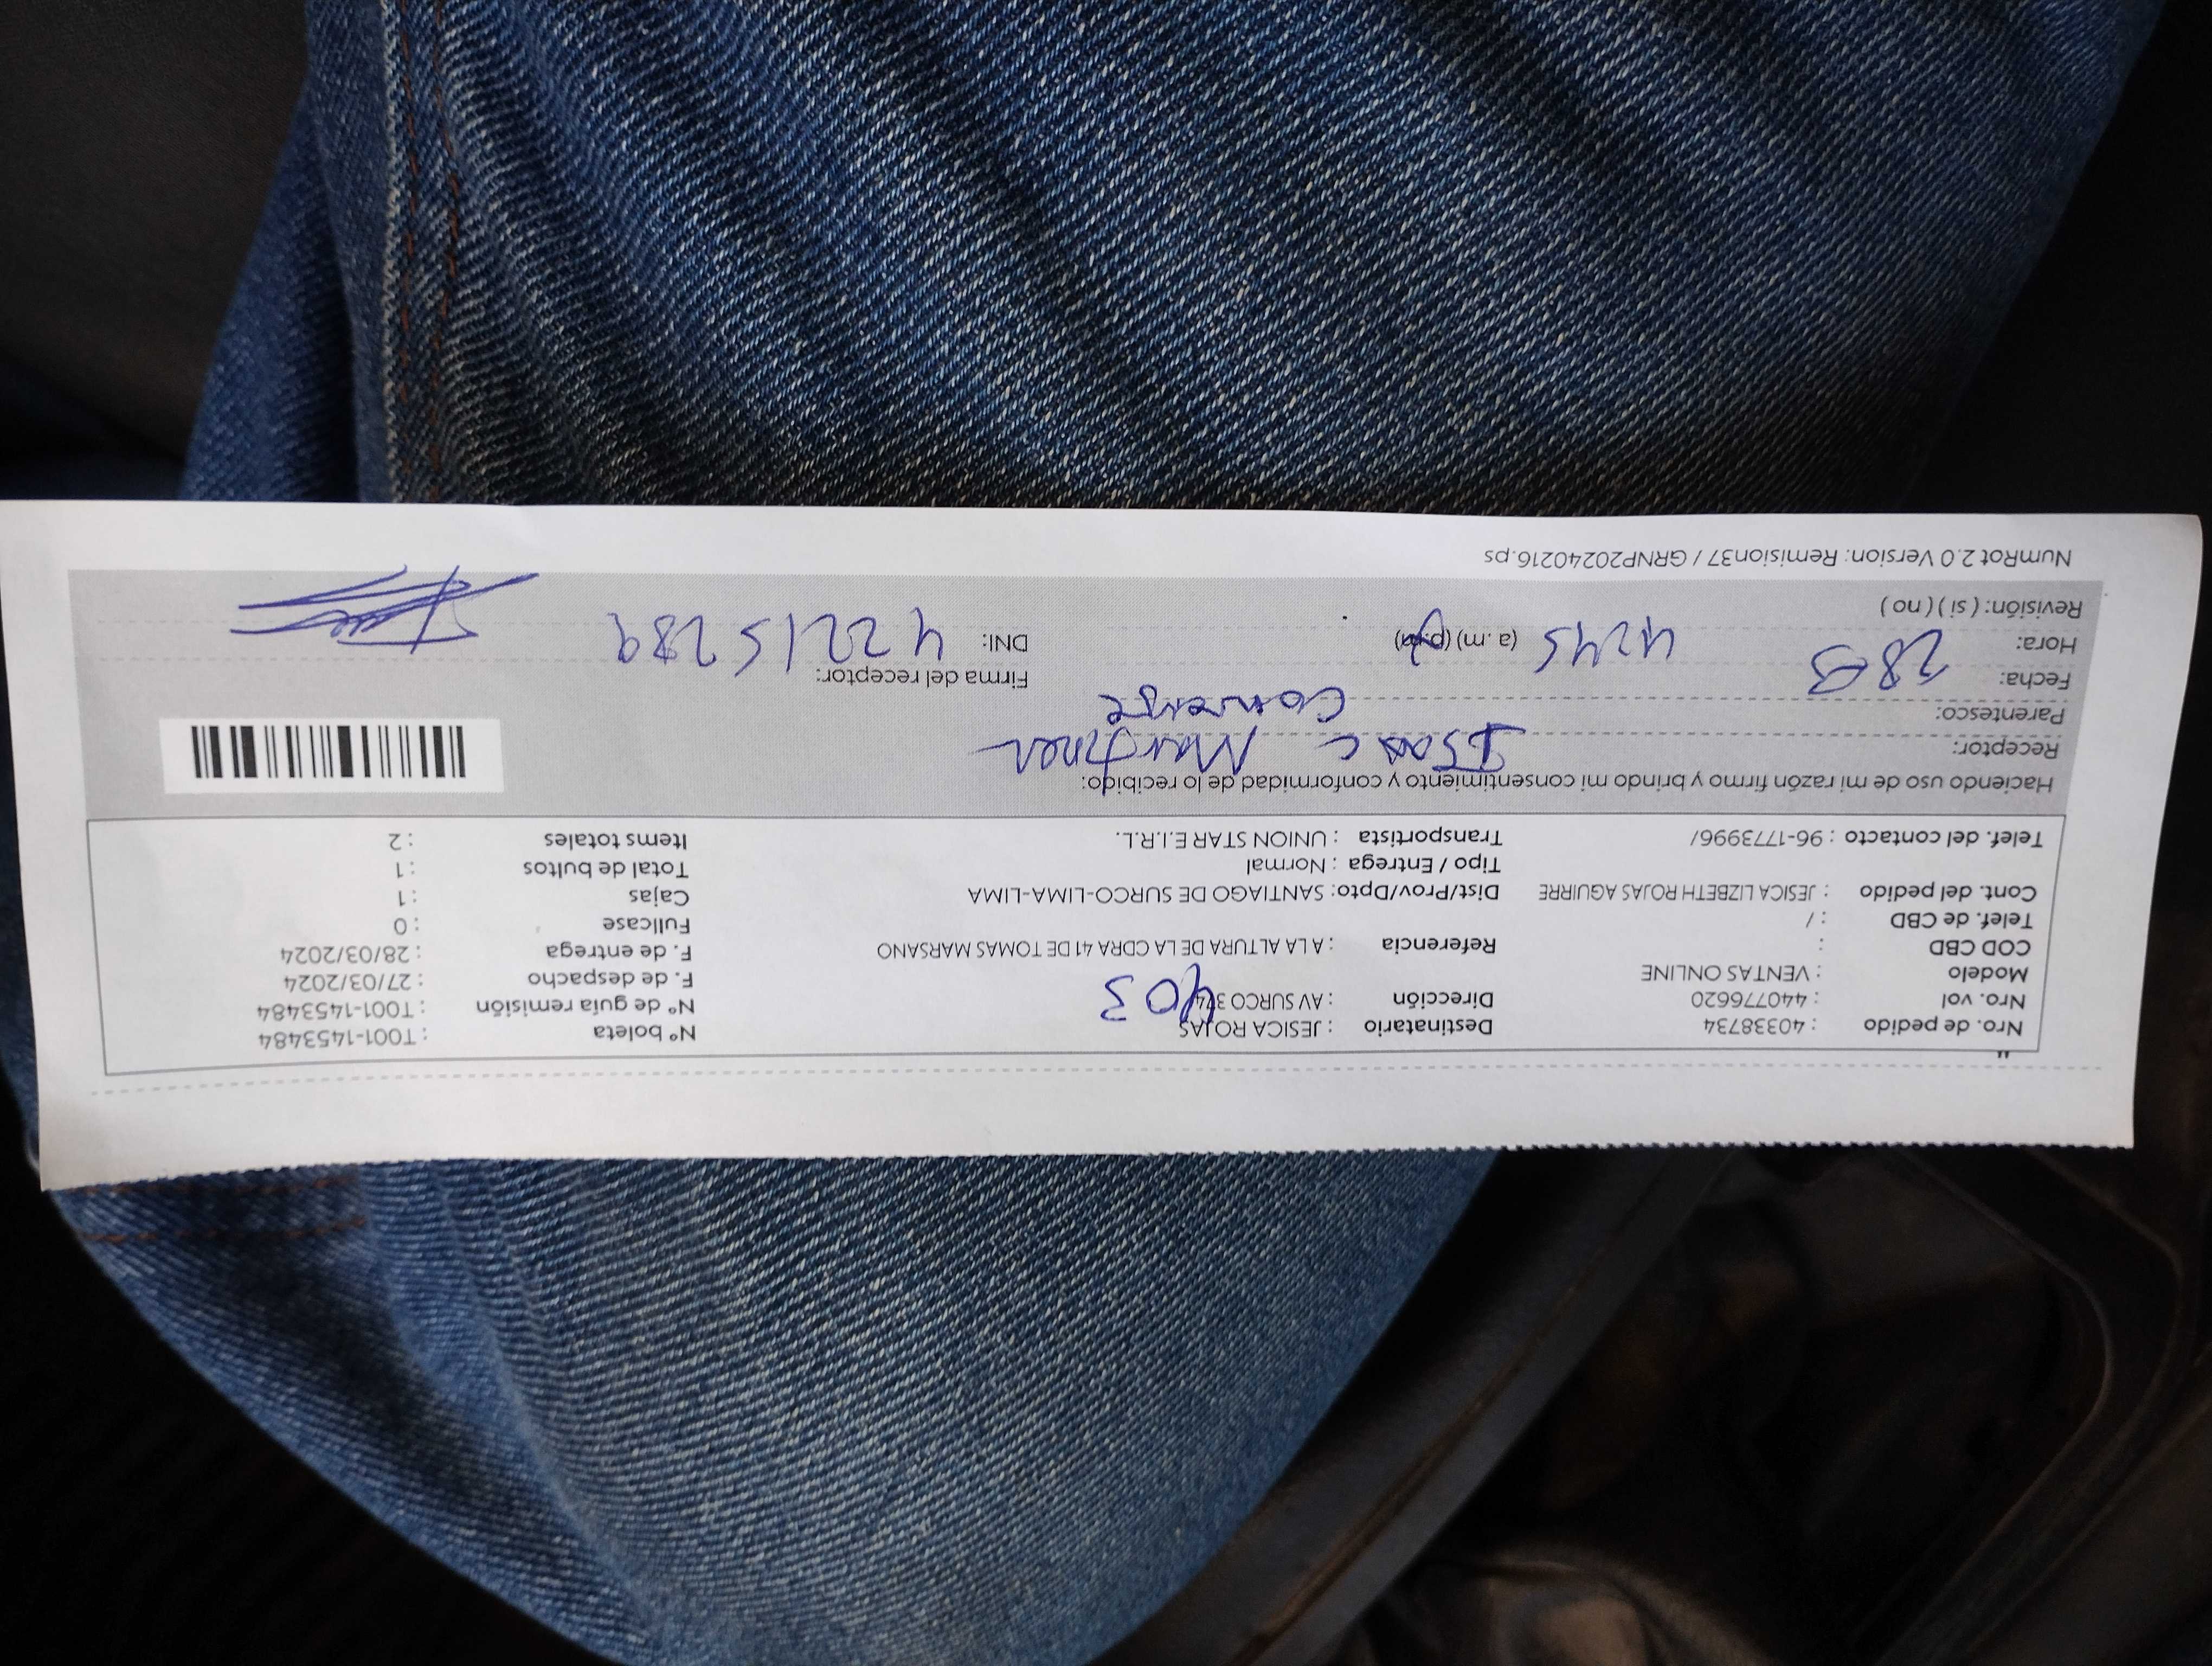 Nro. de pedido : 40338734 Destinatario : JESICA ROJAS Nº boleta : T001-1453484
Nro. vol : 440776620 Dirección : AV SURCO 374 403 Nº de guía remisión : T001-1453484
Modelo : VENTAS ONLINE F. de despacho : 27/03/2024
COD CBD : Referencia : A LA ALTURA DE LA CDRA 41 DE TOMAS MARSANO F. de entrega : 28/03/2024
Telef. de CBD : / Fullcase : 0
Cont. del pedido : JESICA LIZBETH ROJAS AGUIRRE Dist/Prov/Dpto: SANTIAGO DE SURCO-LIMA-LIMA Cajas : 1
Tipo / Entrega : Normal Total de bultos : 1
Telef. del contacto : 96-1773996/ Transportista : UNION STAR E.I.R.L. Items totales : 2
Haciendo uso de mi razón firmo y brindo mi consentimiento y conformidad de lo recibido:
Receptor: Isaac
Parentesco:
Fecha: 28 Firma del receptor:
Hora: 4:45 (a.m) (p.m) DNI: 42215289
Revisión: ( si ) ( no )
NumRot 2.0 Version: Remision37 / GRNP20240216.ps